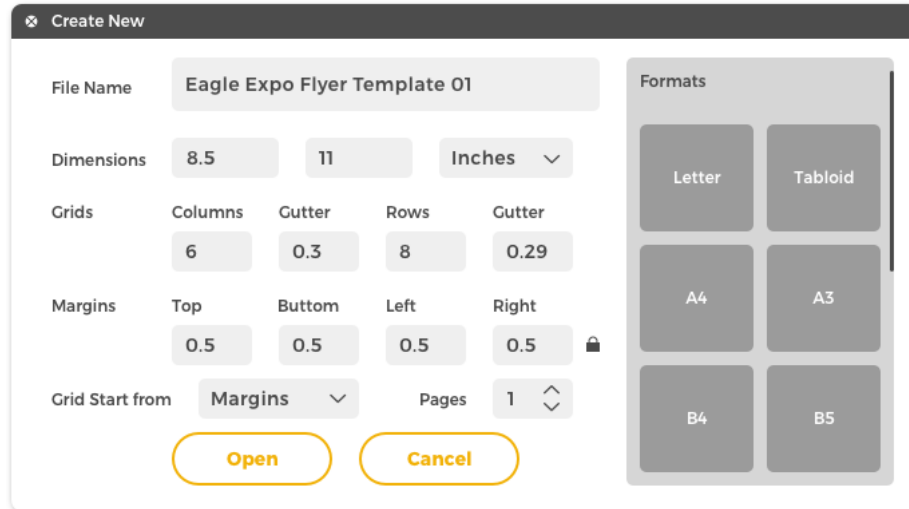 Create New
File Name
Eagle Expo Flyer Template 01
Dimensions
8.5
11
Inches
Grids
Columns
Gutter
Rows
Gutter
6
0.3
8
0.29
Margins
Top
Buttom
Left
Right
0.5
0.5
0.5
0.5
Grid Start from
Margins
Pages
1
Open
Cancel
Formats
Letter
Tabloid
A4
A3
B4
B5